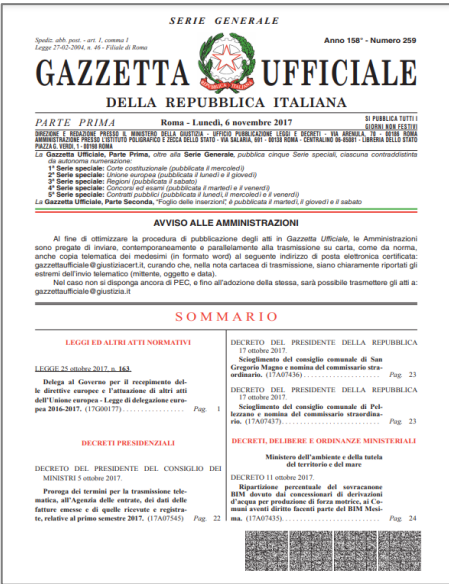 SERIE GENERALE
Spediz. abb. post. - art. 1, comma 1
Legge 27-02-2004, n. 46 - Filiale di Roma
Anno 158° - Numero 259
GAZZETTA UFFICIALE
DELLA REPUBBLICA ITALIANA
PARTE PRIMA
Roma - Lunedì, 6 novembre 2017
SI PUBBLICA TUTTI I
GIORNI NON FESTIVI
DIREZIONE E REDAZIONE PRESSO IL MINISTERO DELLA GIUSTIZIA - UFFICIO PUBBLICAZIONE LEGGI E DECRETI - VIA ARENULA, 70 - 00186 ROMA
AMMINISTRAZIONE PRESSO L'ISTITUTO POLIGRAFICO E ZECCA DELLO STATO - VIA SALARIA, 691 - 00138 ROMA - CENTRALINO 06-85081 - LIBRERIA DELLO STATO
PIAZZA G. VERDI, 1 - 00198 ROMA
La Gazzetta Ufficiale, Parte Prima, oltre alla Serie Generale, pubblica cinque Serie speciali, ciascuna contraddistinta
da autonoma numerazione:
1ª Serie speciale: Corte costituzionale (pubblicata il mercoledì)
2ª Serie speciale: Unione europea (pubblicata il lunedì e il giovedì)
3ª Serie speciale: Regioni (pubblicata il sabato)
4ª Serie speciale: Concorsi ed esami (pubblicata il martedì e il venerdì)
5ª Serie speciale: Contratti pubblici (pubblicata il lunedì, il mercoledì e il venerdì)
La Gazzetta Ufficiale, Parte Seconda, "Foglio delle inserzioni", è pubblicata il martedì, il giovedì e il sabato
AVVISO ALLE AMMINISTRAZIONI
Al fine di ottimizzare la procedura di pubblicazione degli atti in Gazzetta Ufficiale, le Amministrazioni
sono pregate di inviare, contemporaneamente e parallelamente alla trasmissione su carta, come da norma,
anche copia telematica dei medesimi (in formato word) al seguente indirizzo di posta elettronica certificata:
gazzettaufficiale@giustiziacert.it, curando che, nella nota cartacea di trasmissione, siano chiaramente riportati gli
estremi dell'invio telematico (mittente, oggetto e data).
Nel caso non si disponga ancora di PEC, e fino all'adozione della stessa, sarà possibile trasmettere gli atti a:
gazzettaufficiale@giustizia.it
SOMMARIO
LEGGI ED ALTRI ATTI NORMATIVI
LEGGE 25 ottobre 2017, n. 163.
Delega al Governo per il recepimento del-
le direttive europee e l'attuazione di altri atti
dell'Unione europea - Legge di delegazione euro-
pea 2016-2017. (17G00177) . . . . . . . . . . . . . . . . Pag. 1
DECRETI PRESIDENZIALI
DECRETO DEL PRESIDENTE DEL CONSIGLIO DEI
MINISTRI 5 ottobre 2017.
Proroga dei termini per la trasmissione tele-
matica, all'Agenzia delle entrate, dei dati delle
fatture emesse e di quelle ricevute e registra-
te, relative al primo semestre 2017. (17A07545) Pag. 22
DECRETO DEL PRESIDENTE DELLA REPUBBLICA
17 ottobre 2017.
Scioglimento del consiglio comunale di San
Gregorio Magno e nomina del commissario stra-
ordinario. (17A07436) . . . . . . . . . . . . . . . . . . . Pag. 23
DECRETO DEL PRESIDENTE DELLA REPUBBLICA
17 ottobre 2017.
Scioglimento del consiglio comunale di Pel-
lezzano e nomina del commissario straordina-
rio. (17A07437) . . . . . . . . . . . . . . . . . . . . . . . . Pag. 23
DECRETI, DELIBERE E ORDINANZE MINISTERIALI
Ministero dell'ambiente e della tutela
del territorio e del mare
DECRETO 11 ottobre 2017.
Ripartizione percentuale del sovracanone
BIM dovuto dai concessionari di derivazioni
d'acqua per produzione di forza motrice, ai Co-
muni aventi diritto facenti parte del BIM Mesi-
ma. (17A07435) . . . . . . . . . . . . . . . . . . . . . . . . Pag. 24